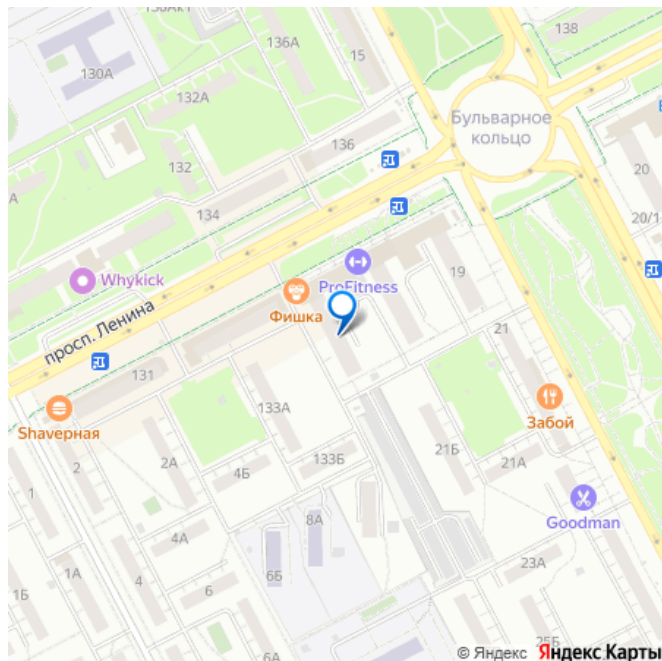 130Ак1
138
136А
15
130А
132А
Бульварное
кольцо
136
132
20
А
134
20/1
Whykick
19
ProFitness
Фишка
просп. Ленина
21
131
133А
Забой
Shaverная
21Б
2А
133Б
21А
2
4Б
1
2Б
8А
Goodman
4А
23А
1А
6Б
4
6
1Б
6А
25Б
© Яндекс Яндекс Карты